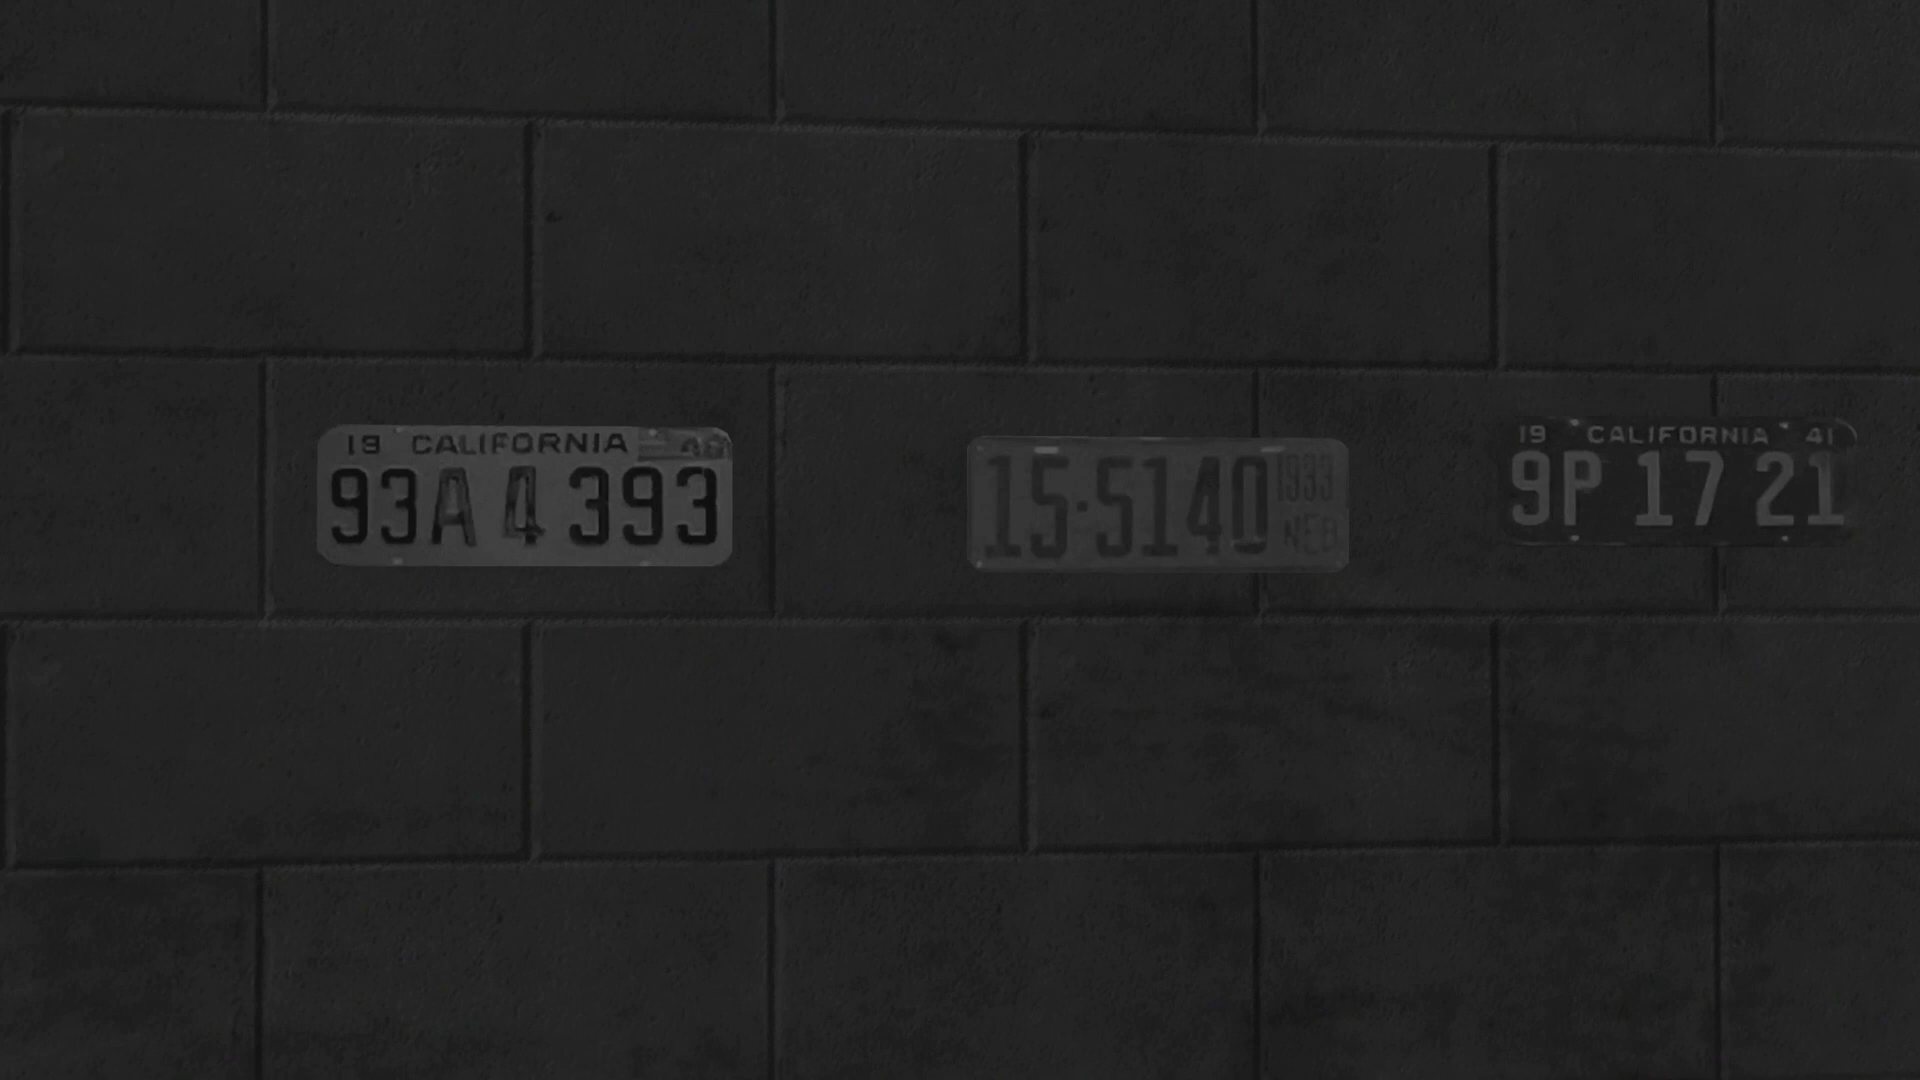 19 CALIFORNIA
93A 4 393
15·5140 1933 NEB
19 CALIFORNIA 41
9P 17 21